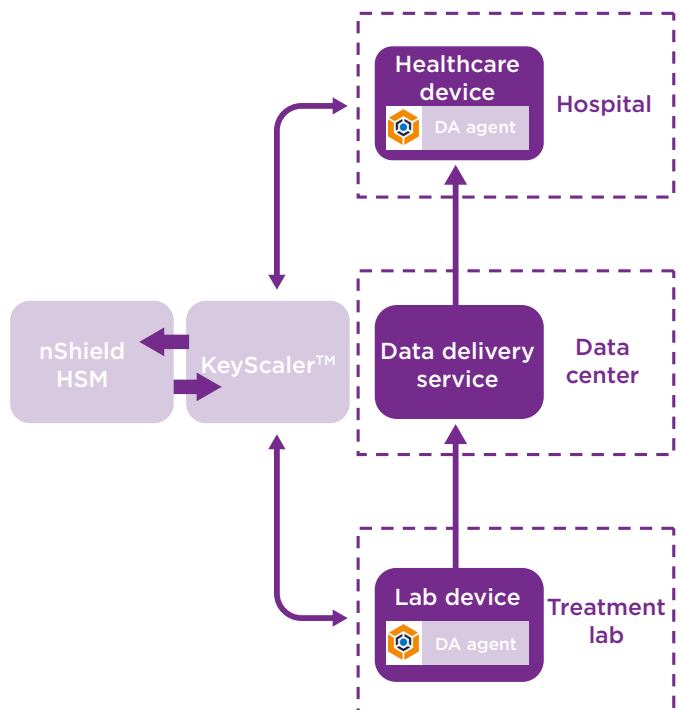 Healthcare
device
DA agent
Hospital
nShield
HSM
KeyScaler™
Data delivery
service
Data
center
Lab device
DA agent
Treatment
lab